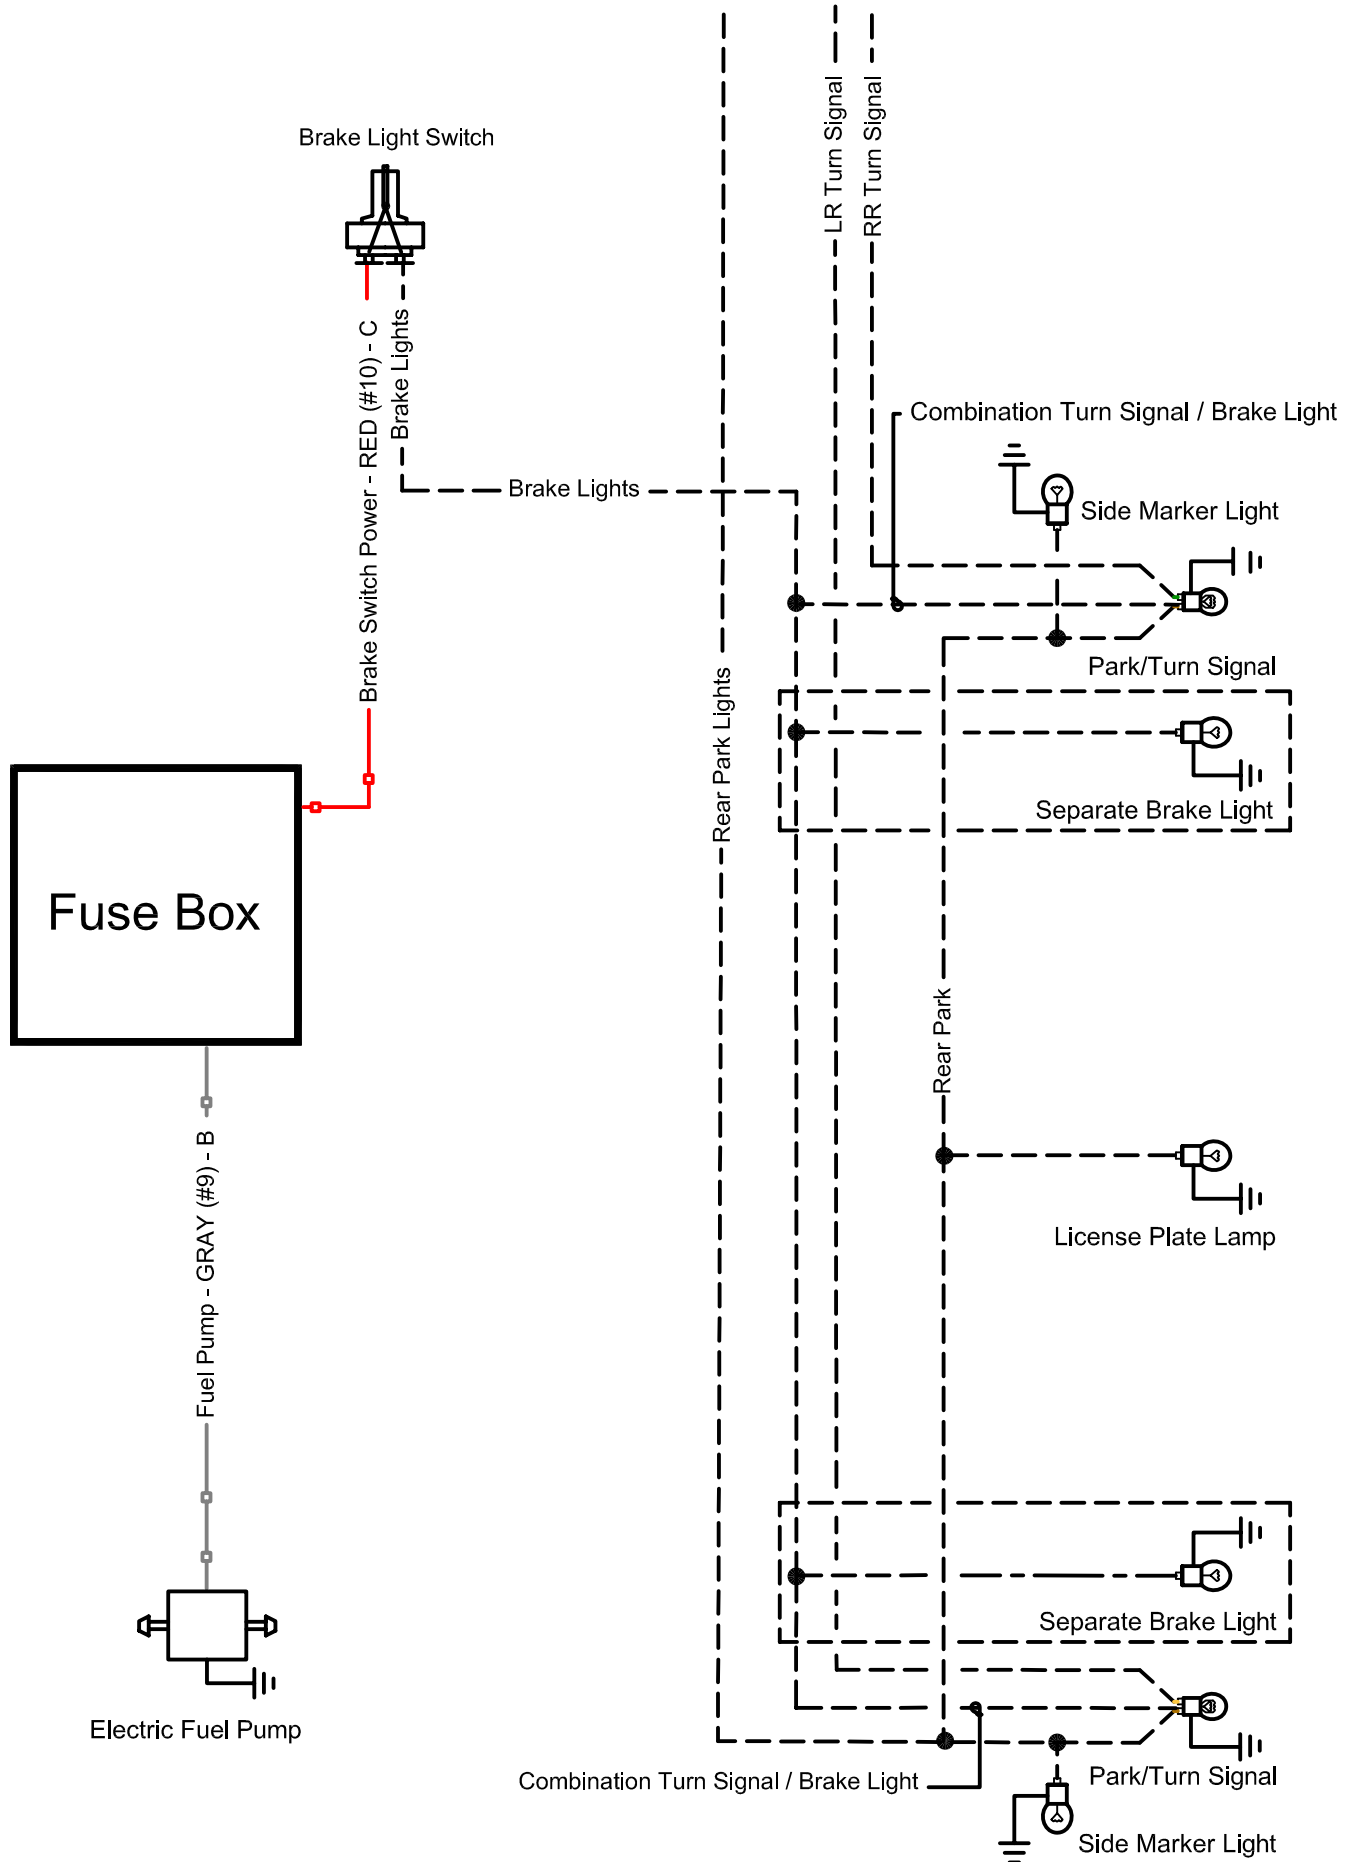 LR Turn Signal
RR Turn Signal
Brake Light Switch
Brake Switch Power - RED (#10) - C
Brake Lights
Combination Turn Signal / Brake Light
Brake Lights
Side Marker Light
Park/Turn Signal
Rear Park Lights
Separate Brake Light
Fuse Box
Rear Park
Fuel Pump - GRAY (#9) - B
License Plate Lamp
Separate Brake Light
Electric Fuel Pump
Combination Turn Signal / Brake Light
Park/Turn Signal
Side Marker Light